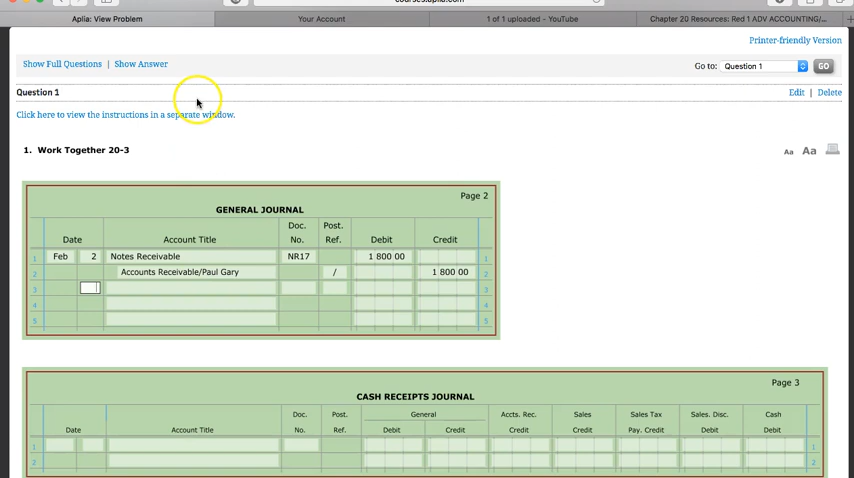 courses.aplia.com
Aplia: View Problem
Your Account
1 of 1 uploaded - YouTube
Chapter 20 Resources: Red 1 ADV ACCOUNTING/...
Printer-friendly Version
Show Full Questions | Show Answer
Go to: Question 1 GO
Question 1
Edit | Delete
Click here to view the instructions in a separate window.
1. Work Together 20-3
Aa Aa
Page 2
GENERAL JOURNAL
Doc. Post.
Date Account Title No. Ref. Debit Credit
1 Feb 2 Notes Receivable NR17 1 800 00 1
2 Accounts Receivable/Paul Gary / 1 800 00 2
3 3
4 4
5 5
Page 3
CASH RECEIPTS JOURNAL
Doc. Post. General Accts. Rec. Sales Sales Tax Sales. Disc. Cash
Date Account Title No. Ref. Debit Credit Credit Credit Pay. Credit Debit Debit
1 1
2 2